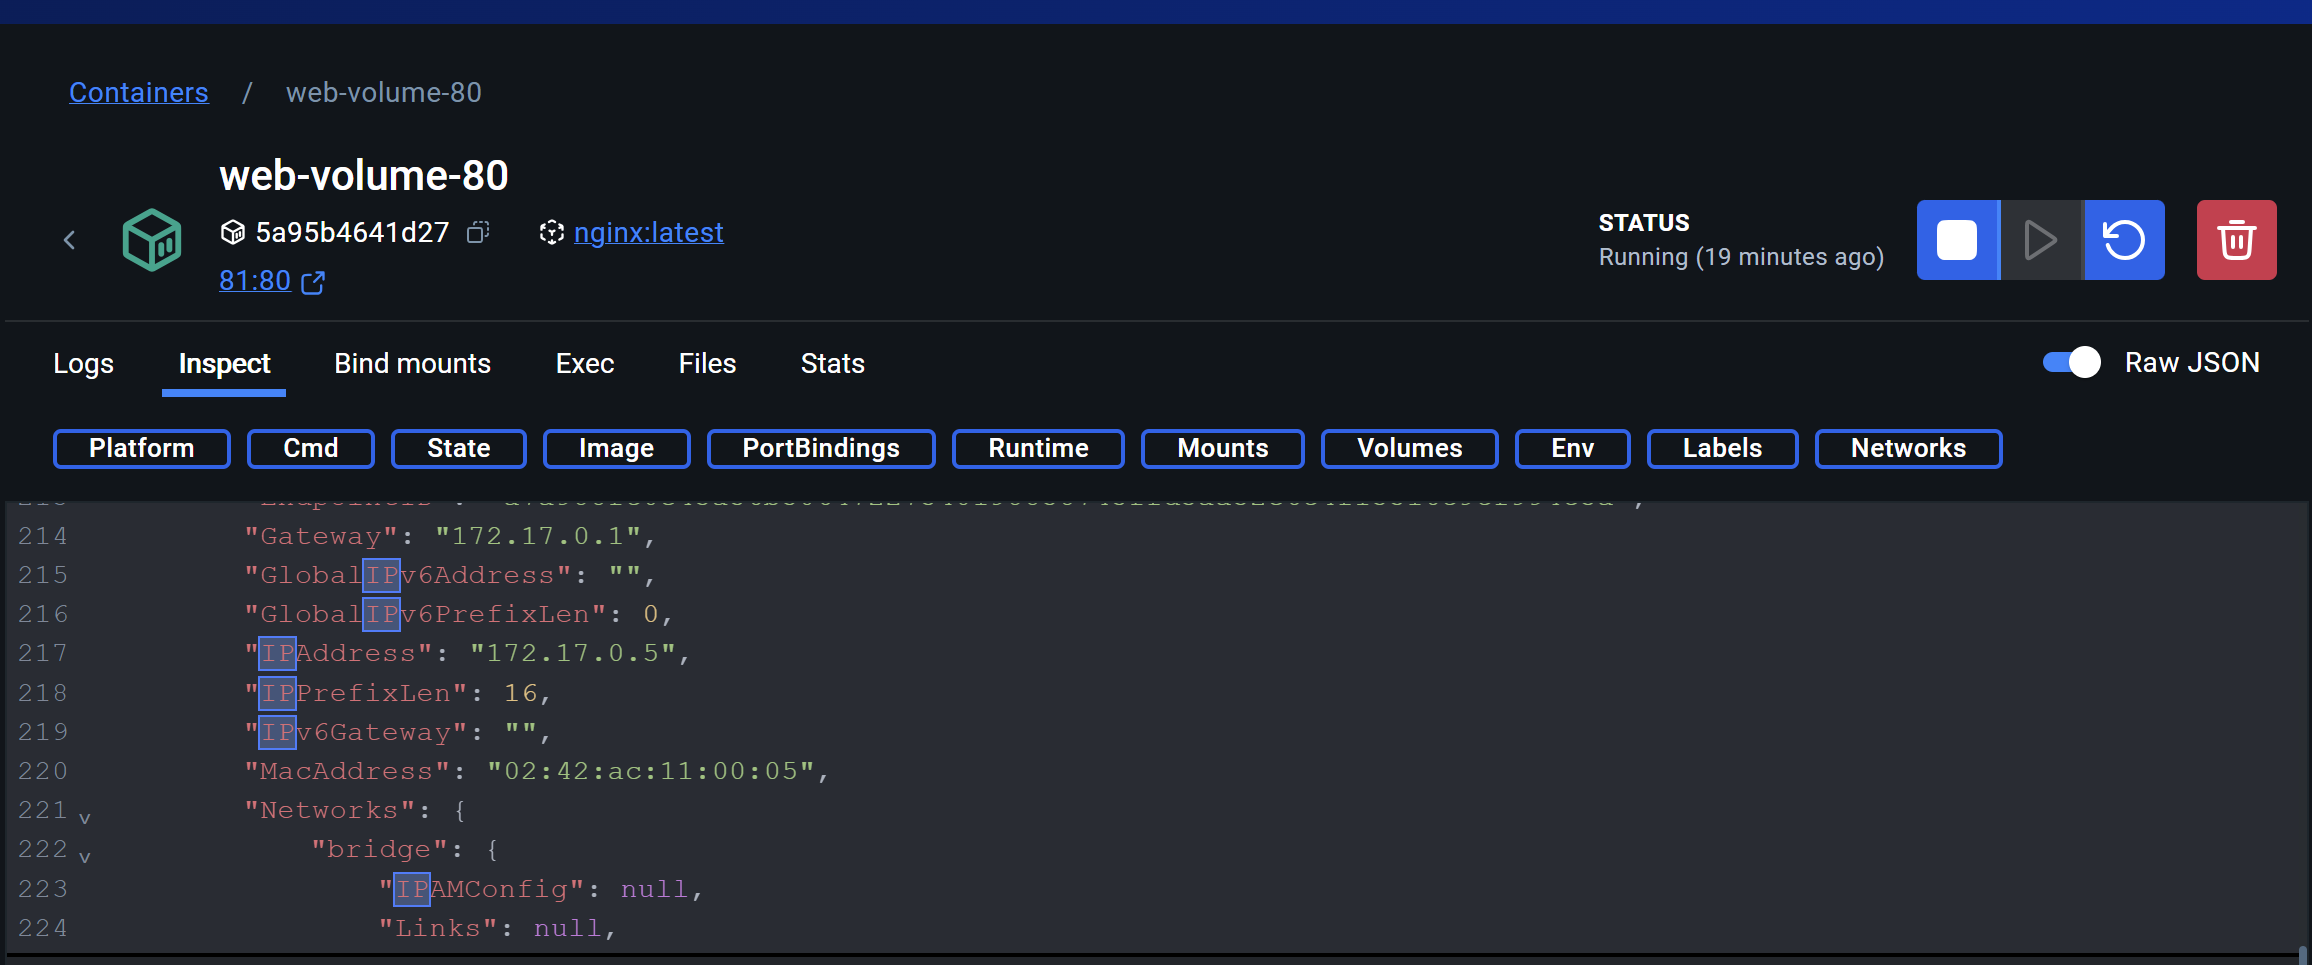 Containers / web-volume-80
web-volume-80
5a95b4641d27 nginx:latest
81:80
STATUS
Running (19 minutes ago)
Logs Inspect Bind mounts Exec Files Stats Raw JSON
Platform Cmd State Image PortBindings Runtime Mounts Volumes Env Labels Networks
214 "Gateway": "172.17.0.1",
215 "GlobalIPv6Address": "",
216 "GlobalIPv6PrefixLen": 0,
217 "IPAddress": "172.17.0.5",
218 "IPPrefixLen": 16,
219 "IPv6Gateway": "",
220 "MacAddress": "02:42:ac:11:00:05",
221 "Networks": {
222 "bridge": {
223 "IPAMConfig": null,
224 "Links": null,